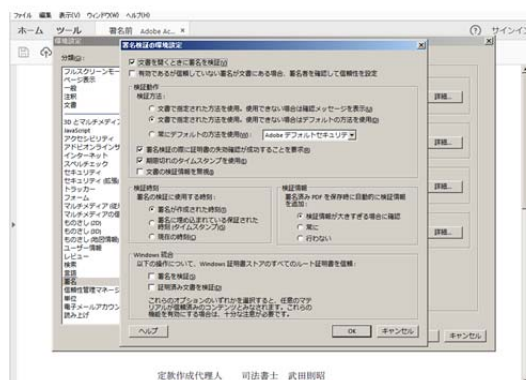 ファイル 編集 表示(V) ウィンドウ(W) ヘルプ(H)
ホーム ツール 署名前 Adobe Ac... ×
サインイン
環境設定
分類(G):
フルスクリーンモー
ページ表示
一般
注釈
文書
3D とマルチメディ
JavaScript
アクセシビリティ
アドビオンラインサ
インターネット
スペルチェック
セキュリティ
セキュリティ (拡張)
トラッカー
フォーム
マルチメディア (従
マルチメディアの信
ものさし (2D)
ものさし (3D)
ものさし (地図情報)
ユーザー情報
レビュー
検索
言語
署名
信頼性管理マネージ
単位
電子メールアカウン
読み上げ
詳細...
詳細...
詳細...
詳細...
キャンセル
署名検証の環境設定
文書を開くときに署名を検証(V)
有効であるが信頼していない署名が文書にある場合、署名者を確認して信頼性を設定
検証動作
検証方法:
文書で指定された方法を使用。使用できない場合は確認メッセージを表示(M)
文書で指定された方法を使用。使用できない場合はデフォルトの方法を使用(D)
常にデフォルトの方法を使用(W): Adobe デフォルトセキュリテ
署名検証の際に証明書の失効確認が成功することを要求(R)
期限切れのタイムスタンプを使用(E)
文書の検証情報を無視(G)
検証時刻
署名の検証に使用する時刻:
署名が作成された時刻(T)
署名に埋め込まれている保証された
時刻 (タイムスタンプ)(S)
現在の時刻(C)
検証情報
署名済み PDF を保存時に自動的に検証情報
を追加:
検証情報が大きすぎる場合に確認
常に
行わない
Windows 統合
以下の操作について、Windows 証明書ストアのすべてのルート証明書を信頼:
署名を検証(S)
証明済み文書を検証(D)
これらのオプションのいずれかを選択すると、任意のマテ
リアルが信頼済みのコンテンツとみなされます。これらの
機能を有効にする場合は、十分な注意が必要です。
ヘルプ
OK
キャンセル
定款作成代理人 司法書士 武田則昭